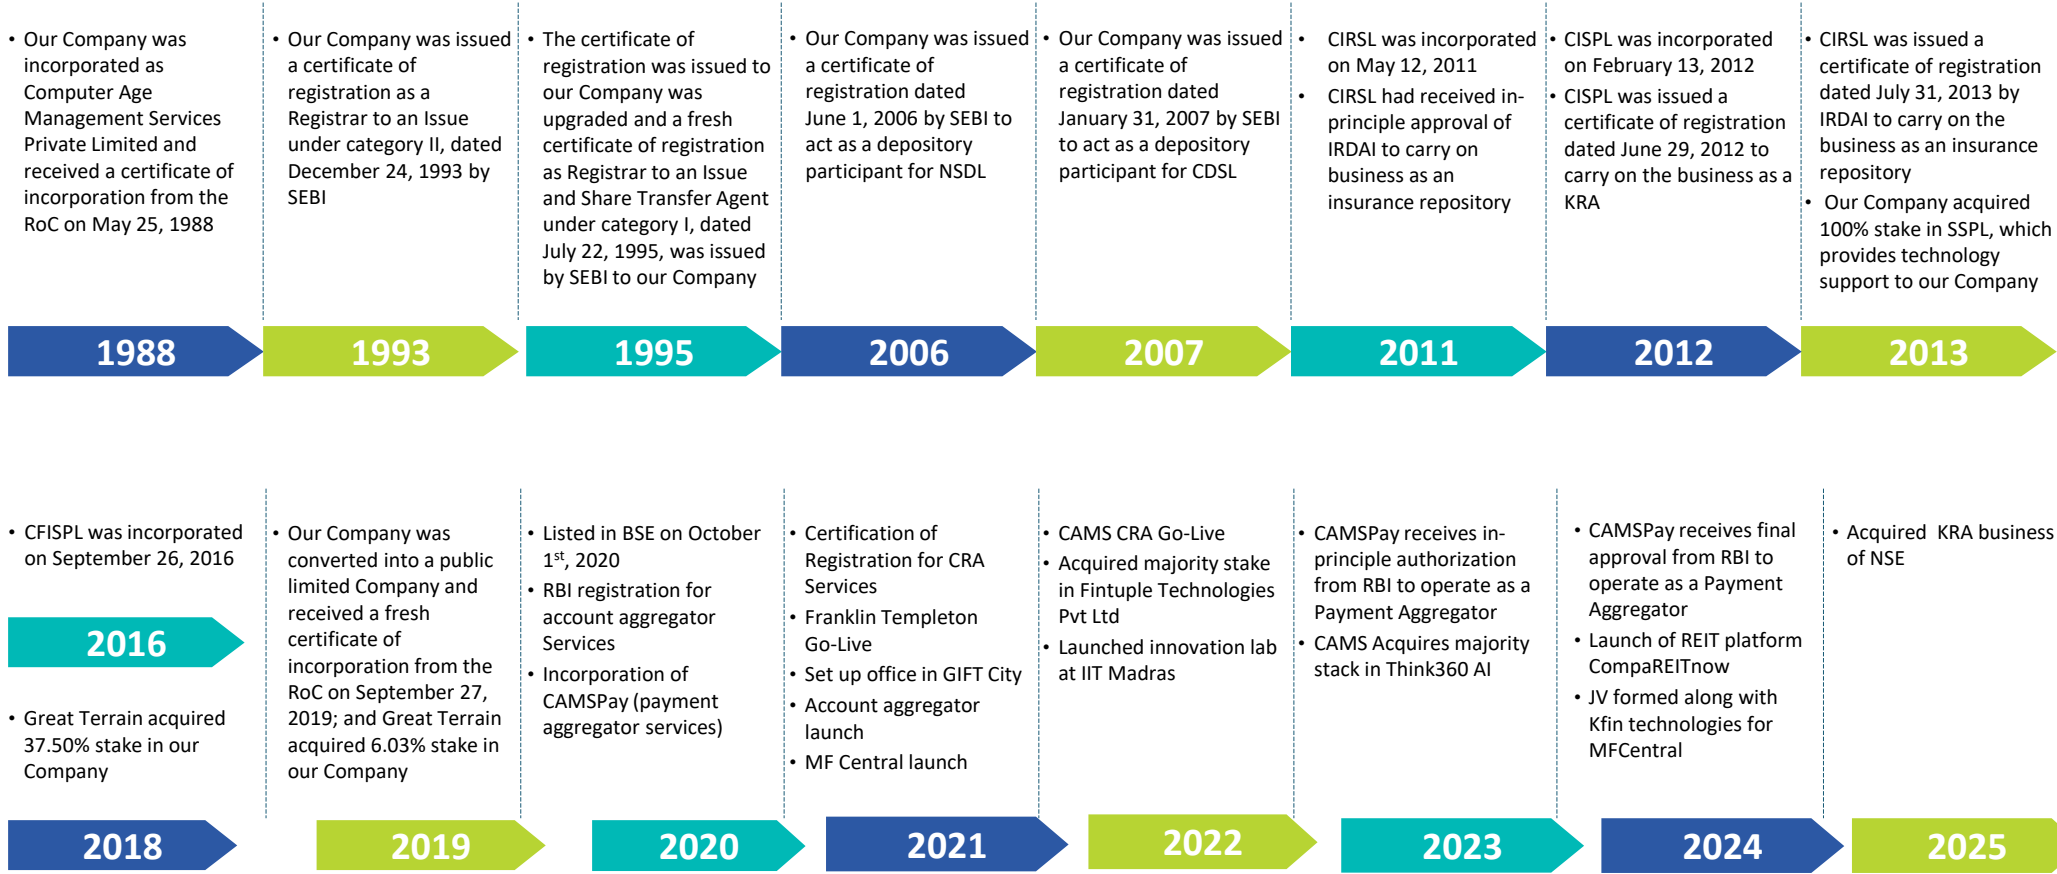 • Our Company was
incorporated as
Computer Age
Management Services
Private Limited and
received a certificate of
incorporation from the
RoC on May 25, 1988
1988
• Our Company was issued
a certificate of
registration as a
Registrar to an Issue
under category II, dated
December 24, 1993 by
SEBI
1993
• The certificate of
registration was issued to
our Company was
upgraded and a fresh
certificate of registration
as Registrar to an Issue
and Share Transfer Agent
under category I, dated
July 22, 1995, was issued
by SEBI to our Company
1995
• Our Company was issued
a certificate of
registration dated
June 1, 2006 by SEBI to
act as a depository
participant for NSDL
2006
• Our Company was issued
a certificate of
registration dated
January 31, 2007 by SEBI
to act as a depository
participant for CDSL
2007
• CIRSL was incorporated
on May 12, 2011
• CIRSL had received in-
principle approval of
IRDAI to carry on
business as an
insurance repository
2011
• CISPL was incorporated
on February 13, 2012
• CISPL was issued a
certificate of registration
dated June 29, 2012 to
carry on the business as a
KRA
2012
• CIRSL was issued a
certificate of registration
dated July 31, 2013 by
IRDAI to carry on the
business as an insurance
repository
• Our Company acquired
100% stake in SSPL, which
provides technology
support to our Company
2013
• CFISPL was incorporated
on September 26, 2016
2016
• Great Terrain acquired
37.50% stake in our
Company
2018
• Our Company was
converted into a public
limited Company and
received a fresh
certificate of
incorporation from the
RoC on September 27,
2019; and Great Terrain
acquired 6.03% stake in
our Company
2019
• Listed in BSE on October
1st, 2020
• RBI registration for
account aggregator
Services
• Incorporation of
CAMSPay (payment
aggregator services)
2020
• Certification of
Registration for CRA
Services
• Franklin Templeton
Go-Live
• Set up office in GIFT City
• Account aggregator
launch
• MF Central launch
2021
• CAMS CRA Go-Live
• Acquired majority stake
in Fintuple Technologies
Pvt Ltd
• Launched innovation lab
at IIT Madras
2022
• CAMSPay receives in-
principle authorization
from RBI to operate as a
Payment Aggregator
• CAMS Acquires majority
stack in Think360 AI
2023
• CAMSPay receives final
approval from RBI to
operate as a Payment
Aggregator
• Launch of REIT platform
CompaREITnow
• JV formed along with
Kfin technologies for
MFCentral
2024
• Acquired KRA business
of NSE
2025